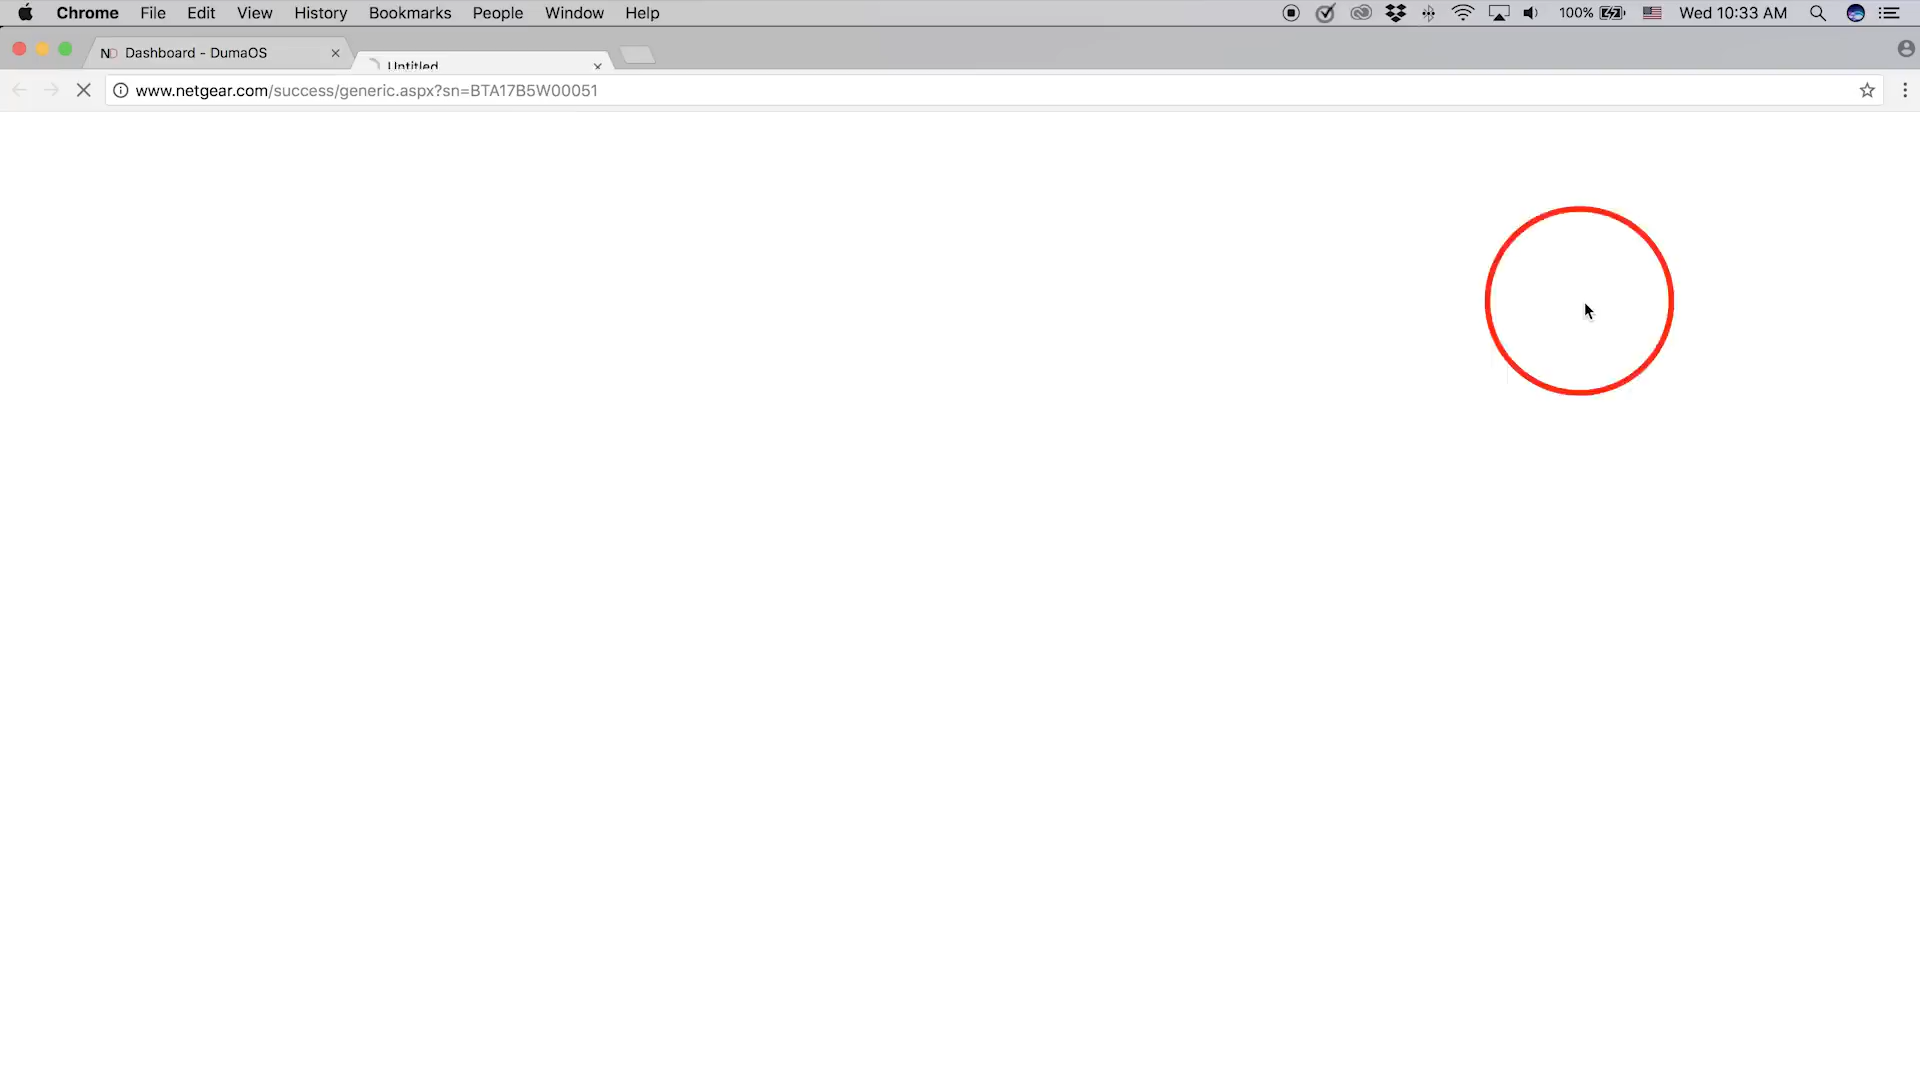 Chrome File Edit View History Bookmarks People Window Help 100% Wed 10:33 AM
ND Dashboard - DumaOS Untitled
www.netgear.com/success/generic.aspx?sn=BTA17B5W00051